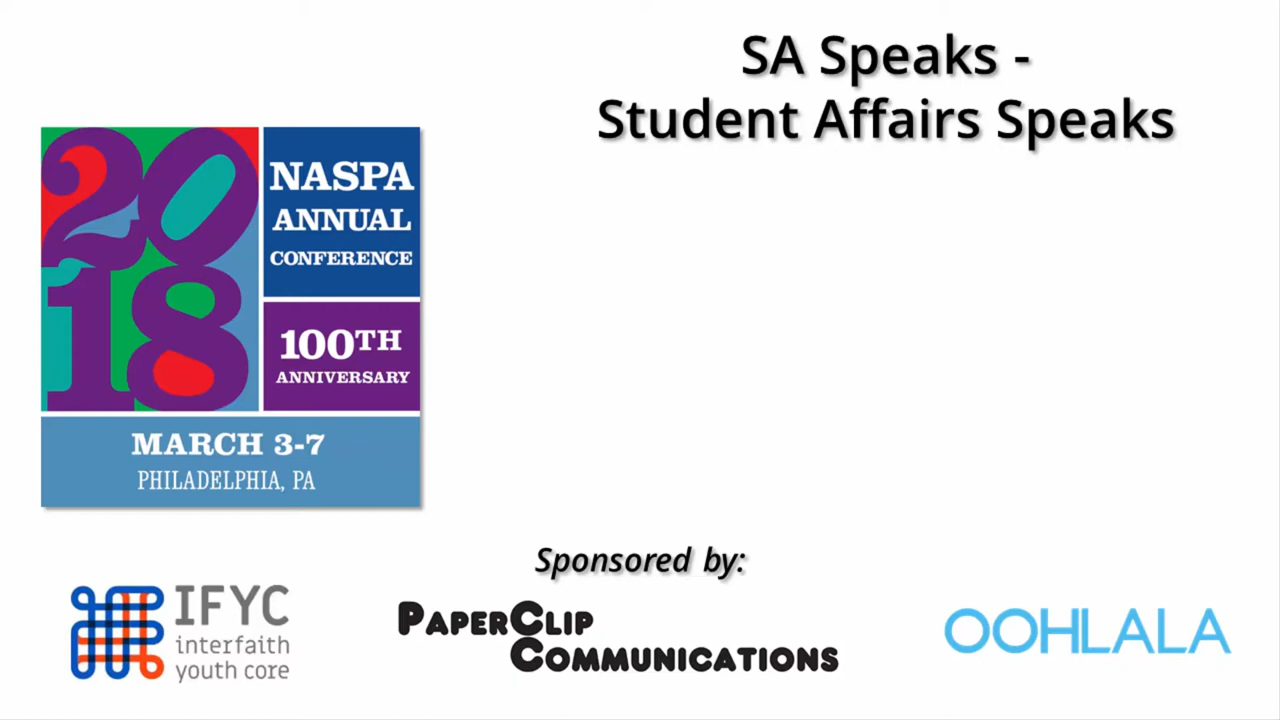 SA Speaks -
Student Affairs Speaks
2018
NASPA
ANNUAL
CONFERENCE
100TH
ANNIVERSARY
MARCH 3-7
PHILADELPHIA, PA
Sponsored by:
IFYC
interfaith
youth core
PAPERCLIP
COMMUNICATIONS
OOHLALA